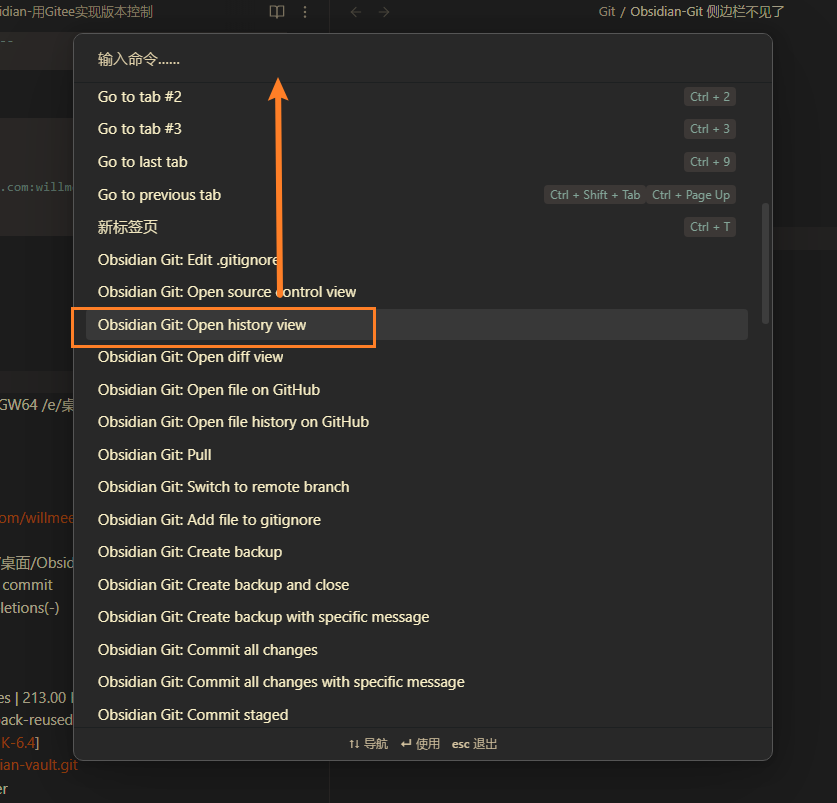 idian-用Gitee实现版本控制
Git / Obsidian-Git 侧边栏不见了
--
输入命令......
Go to tab #2 Ctrl + 2
Go to tab #3 Ctrl + 3
Go to last tab Ctrl + 9
.com:willme
Go to previous tab Ctrl + Shift + Tab Ctrl + Page Up
新标签页 Ctrl + T
Obsidian Git: Edit .gitignore
Obsidian Git: Open source control view
Obsidian Git: Open history view
Obsidian Git: Open diff view
Obsidian Git: Open file on GitHub
GW64 /e/桌
Obsidian Git: Open file history on GitHub
Obsidian Git: Pull
Obsidian Git: Switch to remote branch
Obsidian Git: Add file to gitignore
om/willmee
Obsidian Git: Create backup
/桌面/Obsid
Obsidian Git: Create backup and close
commit
letions(-)
Obsidian Git: Create backup with specific message
Obsidian Git: Commit all changes
Obsidian Git: Commit all changes with specific message
es | 213.00
Obsidian Git: Commit staged
ack-reused
K-6.4]
↑↓ 导航 ↵ 使用 esc 退出
ian-vault.git
er